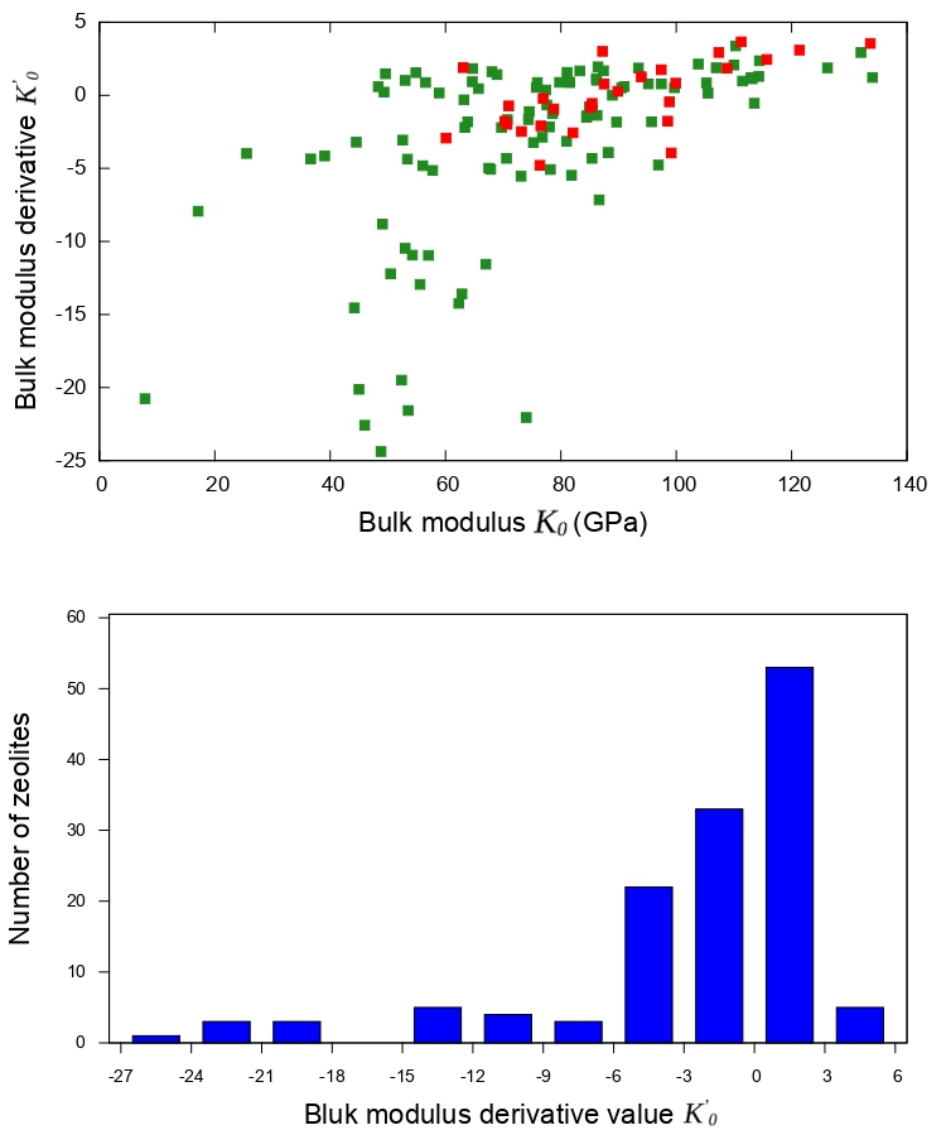 5
0
-5
-10
-15
-20
-25
0 20 40 60 80 100 120 140
Bulk modulus derivative K'0
Bulk modulus K0 (GPa)
60
50
40
30
20
10
0
-27 -24 -21 -18 -15 -12 -9 -6 -3 0 3 6
Number of zeolites
Bluk modulus derivative value K'0